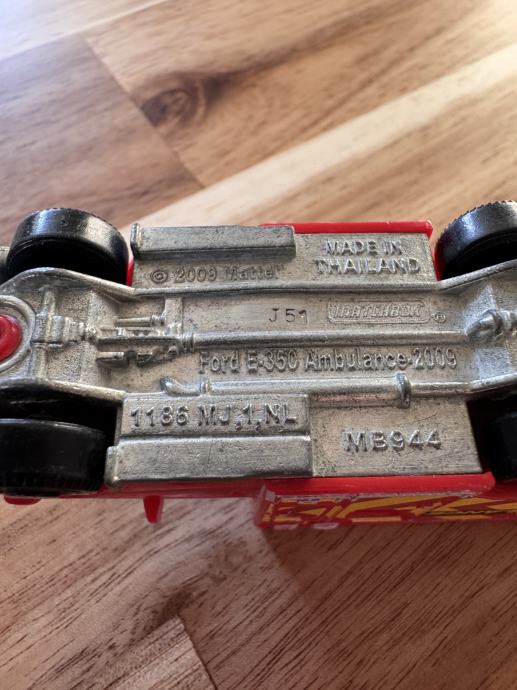 MADE IN
THAILAND
© 2009 Mattel
J51 MATCHBOX ®
Ford E-350 Ambulance 2009
1186 MJ,1,NL
MB944